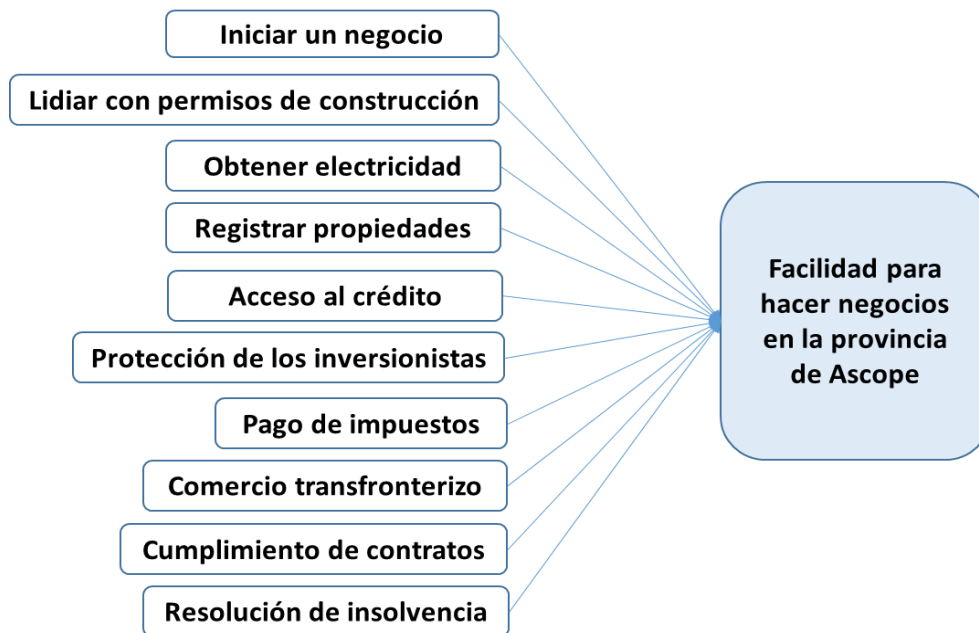 Iniciar un negocio
Lidiar con permisos de construcción
Obtener electricidad
Registrar propiedades
Acceso al crédito
Protección de los inversionistas
Pago de impuestos
Comercio transfronterizo
Cumplimiento de contratos
Resolución de insolvencia
Facilidad para
hacer negocios
en la provincia
de Ascope